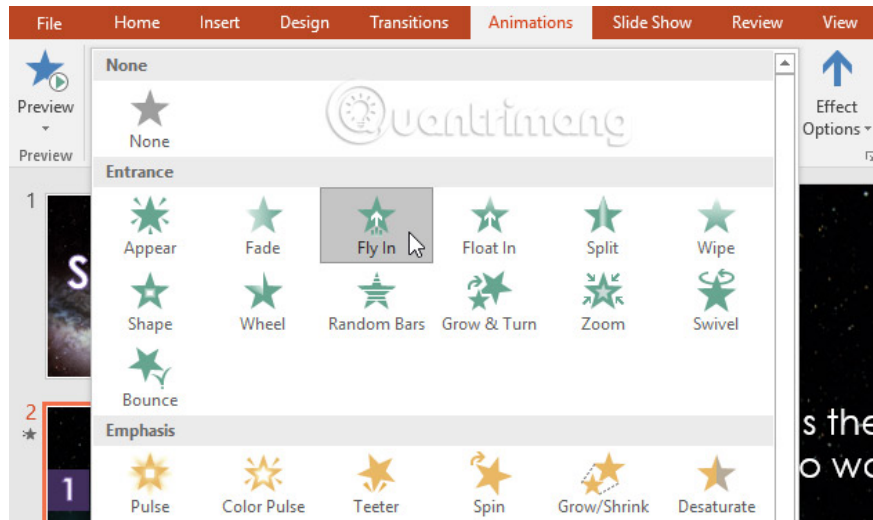 File Home Insert Design Transitions Animations Slide Show Review View
Preview
Preview
None
None
Quantrimang
Effect
Options
Entrance
Appear Fade Fly In Float In Split Wipe
Shape Wheel Random Bars Grow & Turn Zoom Swivel
Bounce
Emphasis
Pulse Color Pulse Teeter Spin Grow/Shrink Desaturate
1
S
2
1
s the
o wo